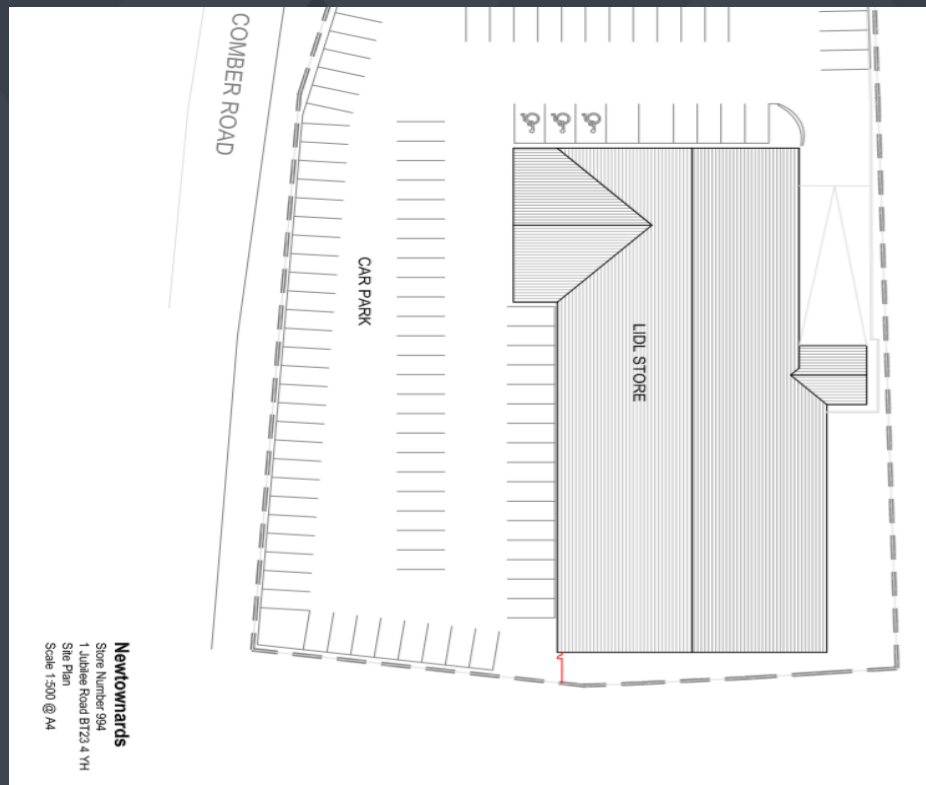 COMBER ROAD
CAR PARK
LIDL STORE
Newtownards
Store Number 994
1 Jubilee Road BT23 4 YH
Site Plan
Scale 1:500 @ A4